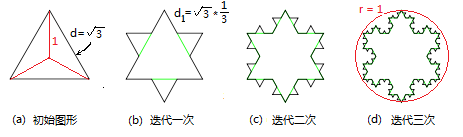 1
d=√3
d₁=√3*1/3
r = 1
(a) 初始图形
(b) 迭代一次
(c) 迭代二次
(d) 迭代三次